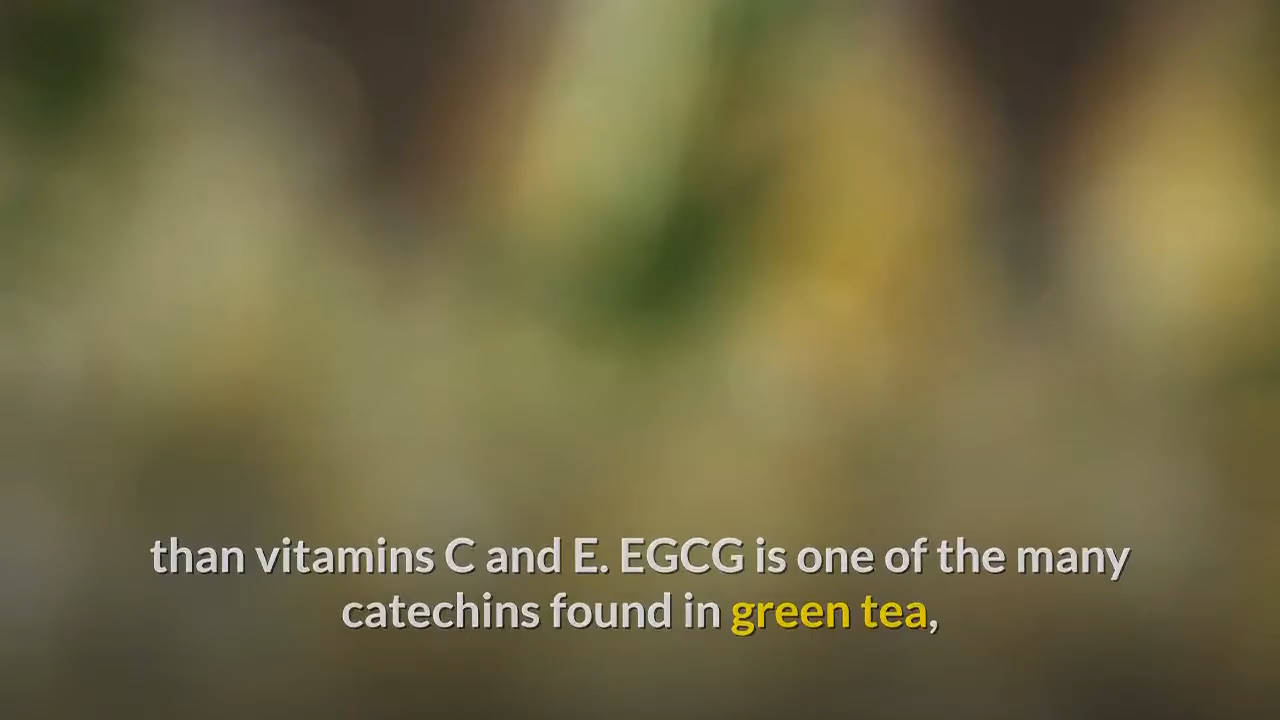 than vitamins C and E. EGCG is one of the many
catechins found in green tea,